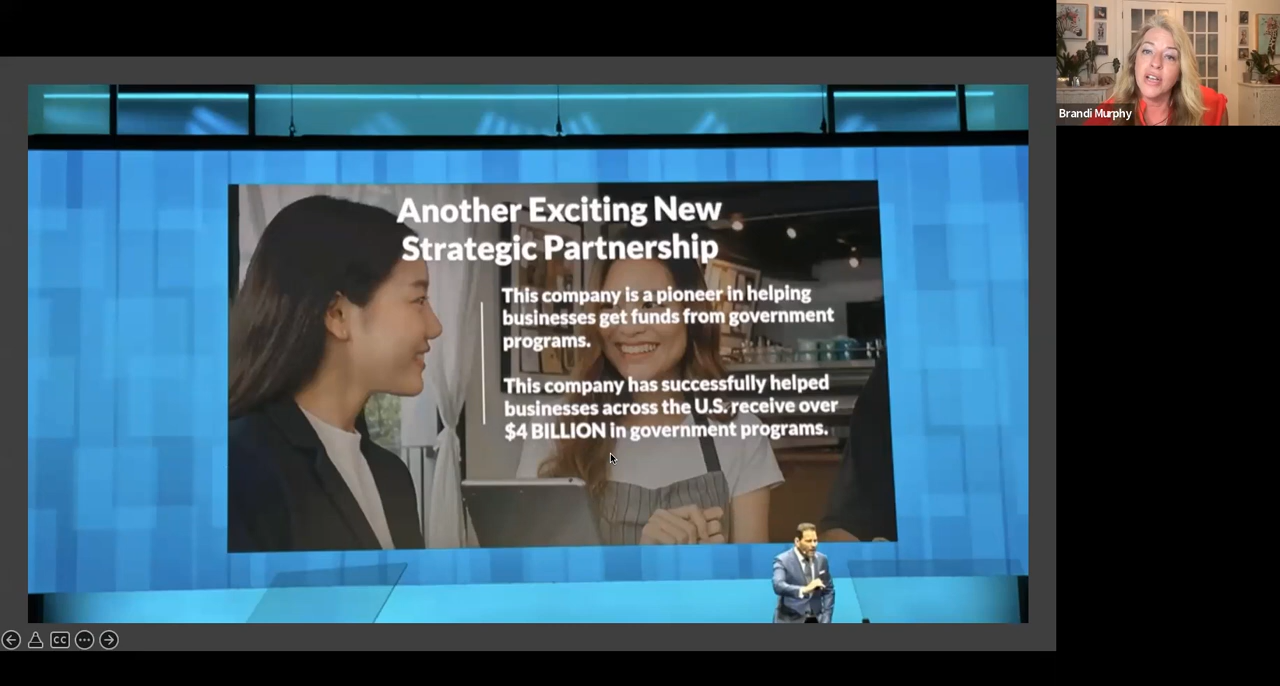 Another Exciting New
Strategic Partnership
This company is a pioneer in helping
businesses get funds from government
programs.
This company has successfully helped
businesses across the U.S. receive over
$4 BILLION in government programs.
Brandi Murphy
CC